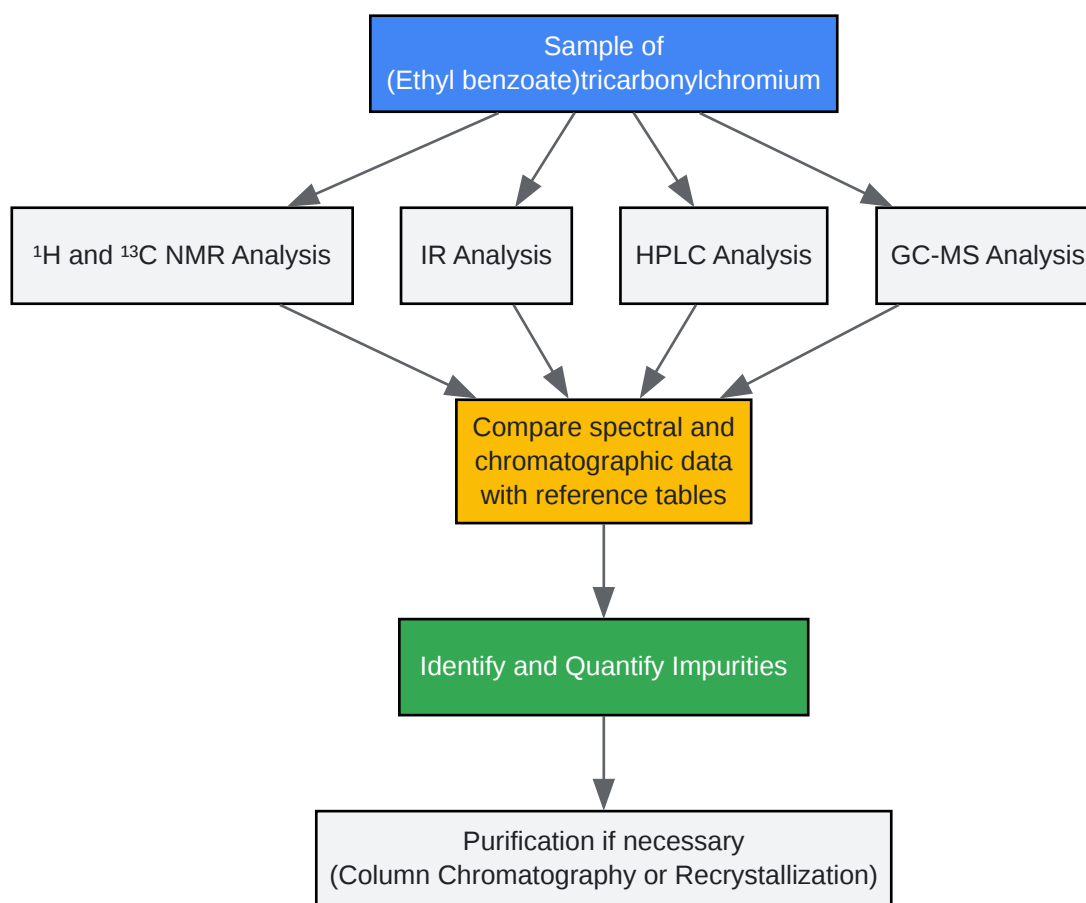 Sample of
(Ethyl benzoate)tricarbonylchromium
¹H and ¹³C NMR Analysis
IR Analysis
HPLC Analysis
GC-MS Analysis
Compare spectral and
chromatographic data
with reference tables
Identify and Quantify Impurities
Purification if necessary
(Column Chromatography or Recrystallization)